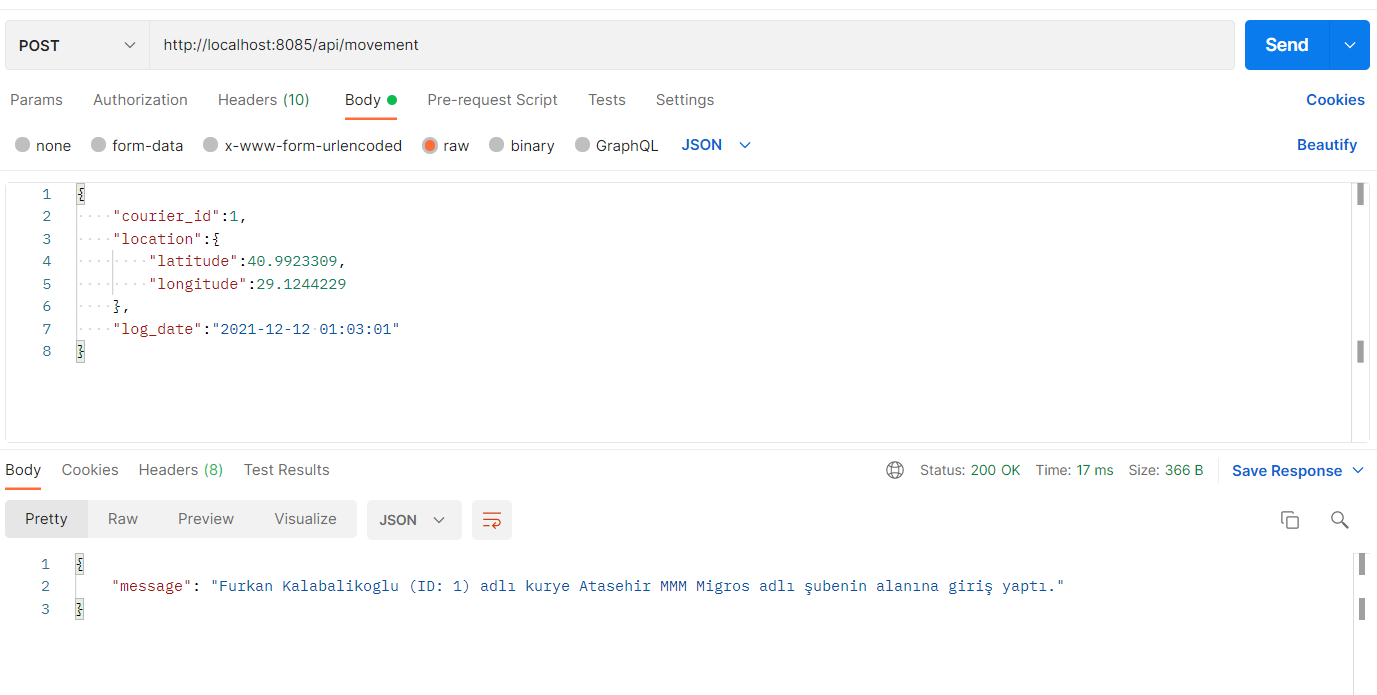 POST http://localhost:8085/api/movement Send
Params Authorization Headers (10) Body Pre-request Script Tests Settings Cookies
none form-data x-www-form-urlencoded raw binary GraphQL JSON Beautify
1 {
2 "courier_id":1,
3 "location":{
4 "latitude":40.9923309,
5 "longitude":29.1244229
6 },
7 "log_date":"2021-12-12 01:03:01"
8 }
Body Cookies Headers (8) Test Results Status: 200 OK Time: 17 ms Size: 366 B Save Response
Pretty Raw Preview Visualize JSON
1 {
2 "message": "Furkan Kalabalikoglu (ID: 1) adlı kurye Atasehir MMM Migros adlı şubenin alanına giriş yaptı."
3 }